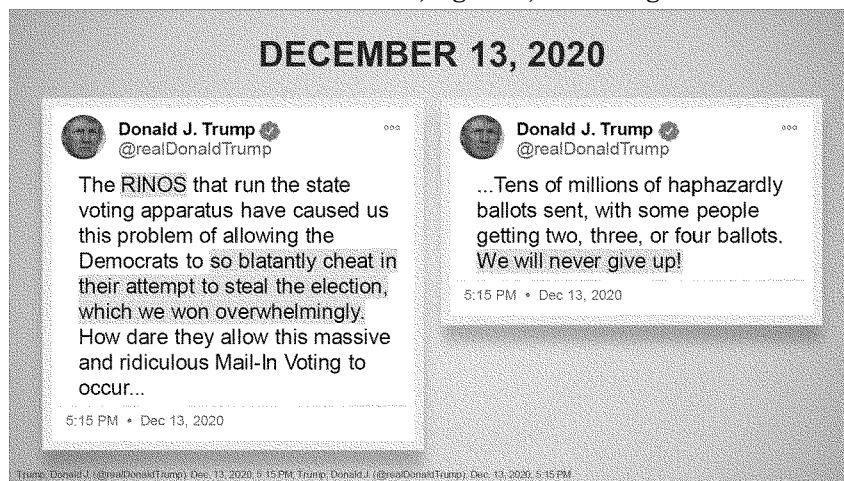 DECEMBER 13, 2020
Donald J. Trump
@realDonaldTrump
The RINOS that run the state
voting apparatus have caused us
this problem of allowing the
Democrats to so blatantly cheat in
their attempt to steal the election,
which we won overwhelmingly.
How dare they allow this massive
and ridiculous Mail-In Voting to
occur...
5:15 PM • Dec 13, 2020
Donald J. Trump
@realDonaldTrump
...Tens of millions of haphazardly
ballots sent, with some people
getting two, three, or four ballots.
We will never give up!
5:15 PM • Dec 13, 2020
Trump, Donald J. (@realDonaldTrump). Dec. 13, 2020, 5:15 PM; Trump, Donald J. (@realDonaldTrump). Dec. 13, 2020, 5:15 PM